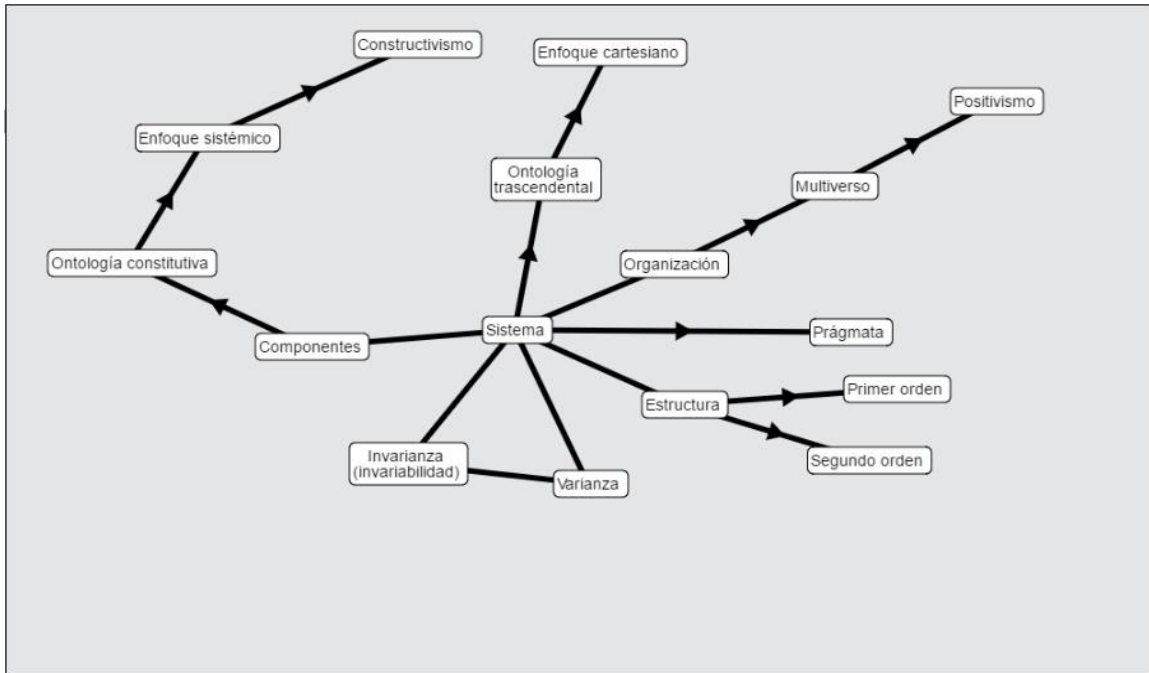 Constructivismo
Enfoque cartesiano
Positivismo
Enfoque sistémico
Ontología
trascendental
Multiverso
Ontología constitutiva
Organización
Sistema
Prágmata
Componentes
Primer orden
Estructura
Invarianza
(invariabilidad)
Segundo orden
Varianza